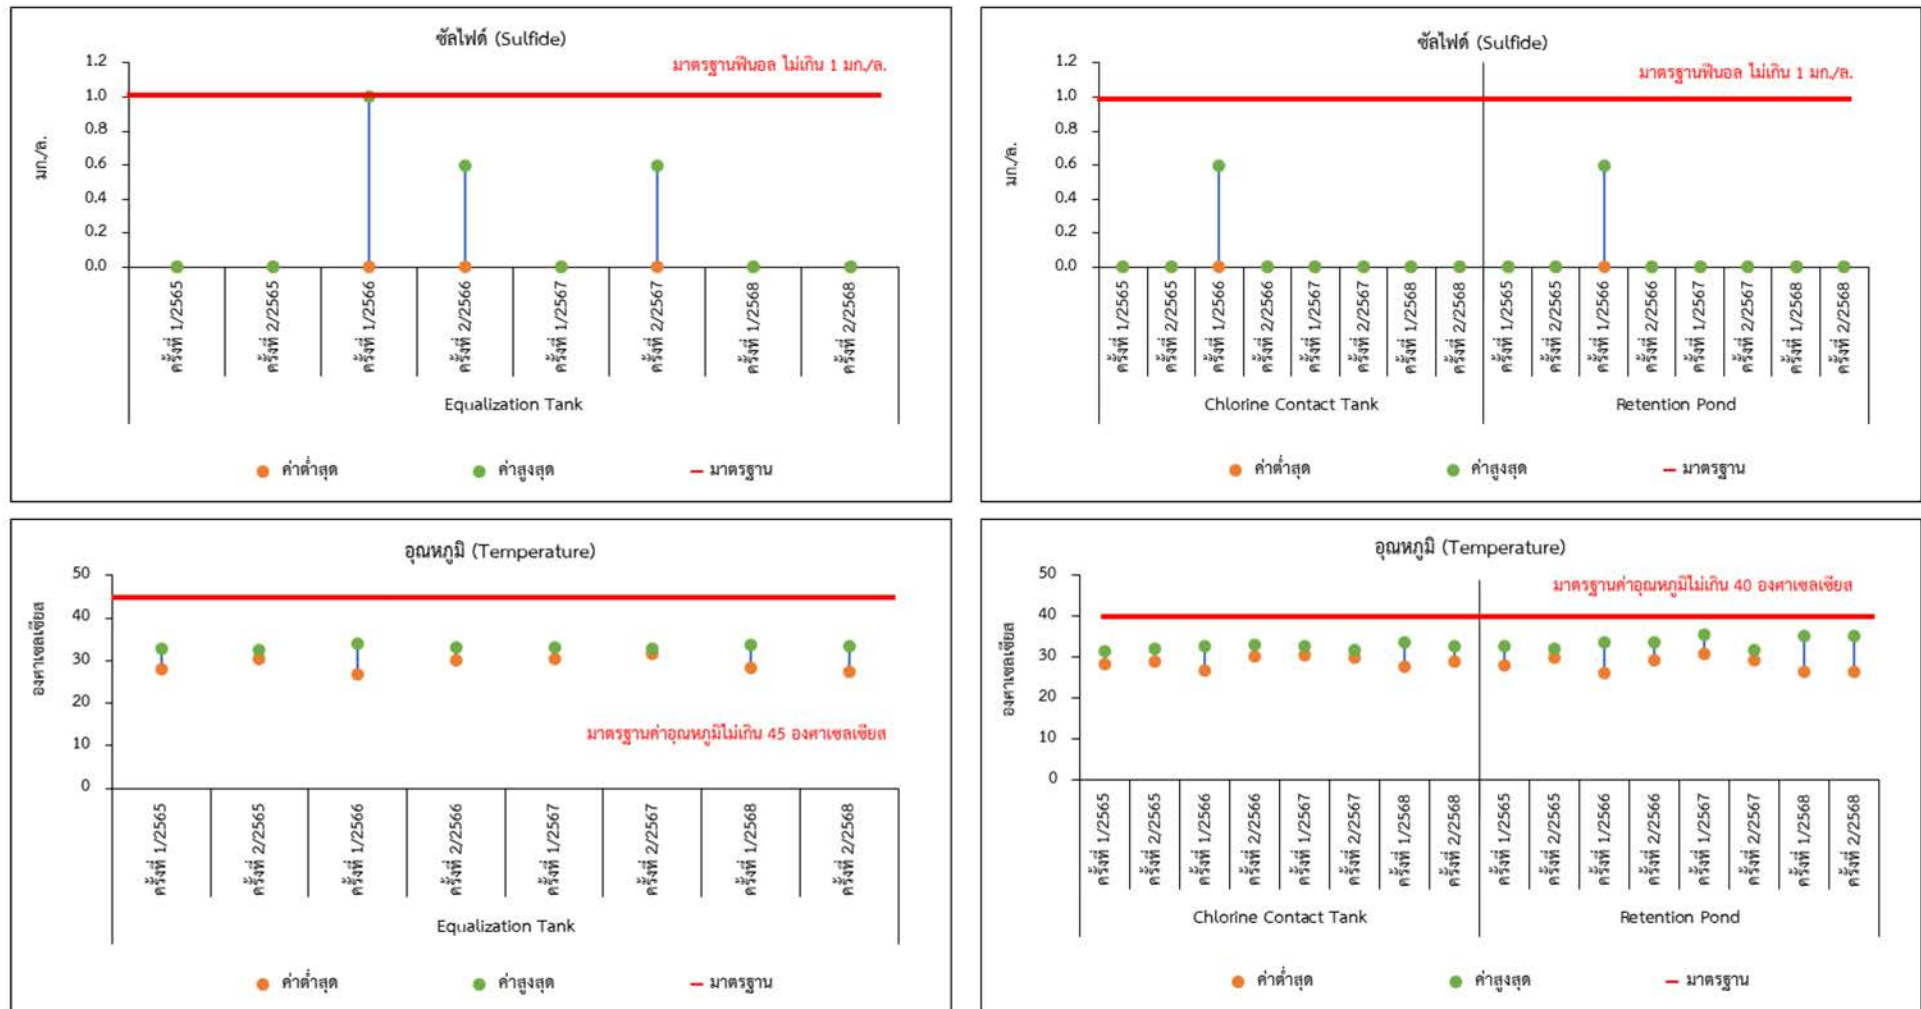 ซัลไฟด์ (Sulfide)
มาตรฐานฟีนอล ไม่เกิน 1 มก./ล.
มก./ล.
1.2
1.0
0.8
0.6
0.4
0.2
0.0
ครั้งที่ 1/2565
ครั้งที่ 2/2565
ครั้งที่ 1/2566
ครั้งที่ 2/2566
ครั้งที่ 1/2567
ครั้งที่ 2/2567
ครั้งที่ 1/2568
ครั้งที่ 2/2568
Equalization Tank
ค่าต่ำสุด ค่าสูงสุด มาตรฐาน
ซัลไฟด์ (Sulfide)
มาตรฐานฟีนอล ไม่เกิน 1 มก./ล.
มก./ล.
1.2
1.0
0.8
0.6
0.4
0.2
0.0
ครั้งที่ 1/2565
ครั้งที่ 2/2565
ครั้งที่ 1/2566
ครั้งที่ 2/2566
ครั้งที่ 1/2567
ครั้งที่ 2/2567
ครั้งที่ 1/2568
ครั้งที่ 2/2568
ครั้งที่ 1/2565
ครั้งที่ 2/2565
ครั้งที่ 1/2566
ครั้งที่ 2/2566
ครั้งที่ 1/2567
ครั้งที่ 2/2567
ครั้งที่ 1/2568
ครั้งที่ 2/2568
Chlorine Contact Tank Retention Pond
ค่าต่ำสุด ค่าสูงสุด มาตรฐาน
อุณหภูมิ (Temperature)
องศาเซลเซียส
50
40
30
20
10
0
มาตรฐานค่าอุณหภูมิไม่เกิน 45 องศาเซลเซียส
ครั้งที่ 1/2565
ครั้งที่ 2/2565
ครั้งที่ 1/2566
ครั้งที่ 2/2566
ครั้งที่ 1/2567
ครั้งที่ 2/2567
ครั้งที่ 1/2568
ครั้งที่ 2/2568
Equalization Tank
ค่าต่ำสุด ค่าสูงสุด มาตรฐาน
อุณหภูมิ (Temperature)
มาตรฐานค่าอุณหภูมิไม่เกิน 40 องศาเซลเซียส
องศาเซลเซียส
50
40
30
20
10
0
ครั้งที่ 1/2565
ครั้งที่ 2/2565
ครั้งที่ 1/2566
ครั้งที่ 2/2566
ครั้งที่ 1/2567
ครั้งที่ 2/2567
ครั้งที่ 1/2568
ครั้งที่ 2/2568
ครั้งที่ 1/2565
ครั้งที่ 2/2565
ครั้งที่ 1/2566
ครั้งที่ 2/2566
ครั้งที่ 1/2567
ครั้งที่ 2/2567
ครั้งที่ 1/2568
ครั้งที่ 2/2568
Chlorine Contact Tank Retention Pond
ค่าต่ำสุด ค่าสูงสุด มาตรฐาน